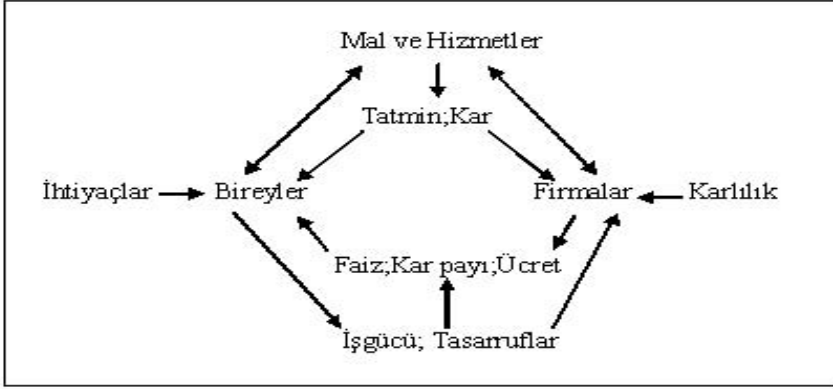 Mal ve Hizmetler
Tatmin;Kar
İhtiyaçlar Bireyler Firmalar Karlılık
Faiz;Kar payı;Ücret
İşgücü; Tasarruflar